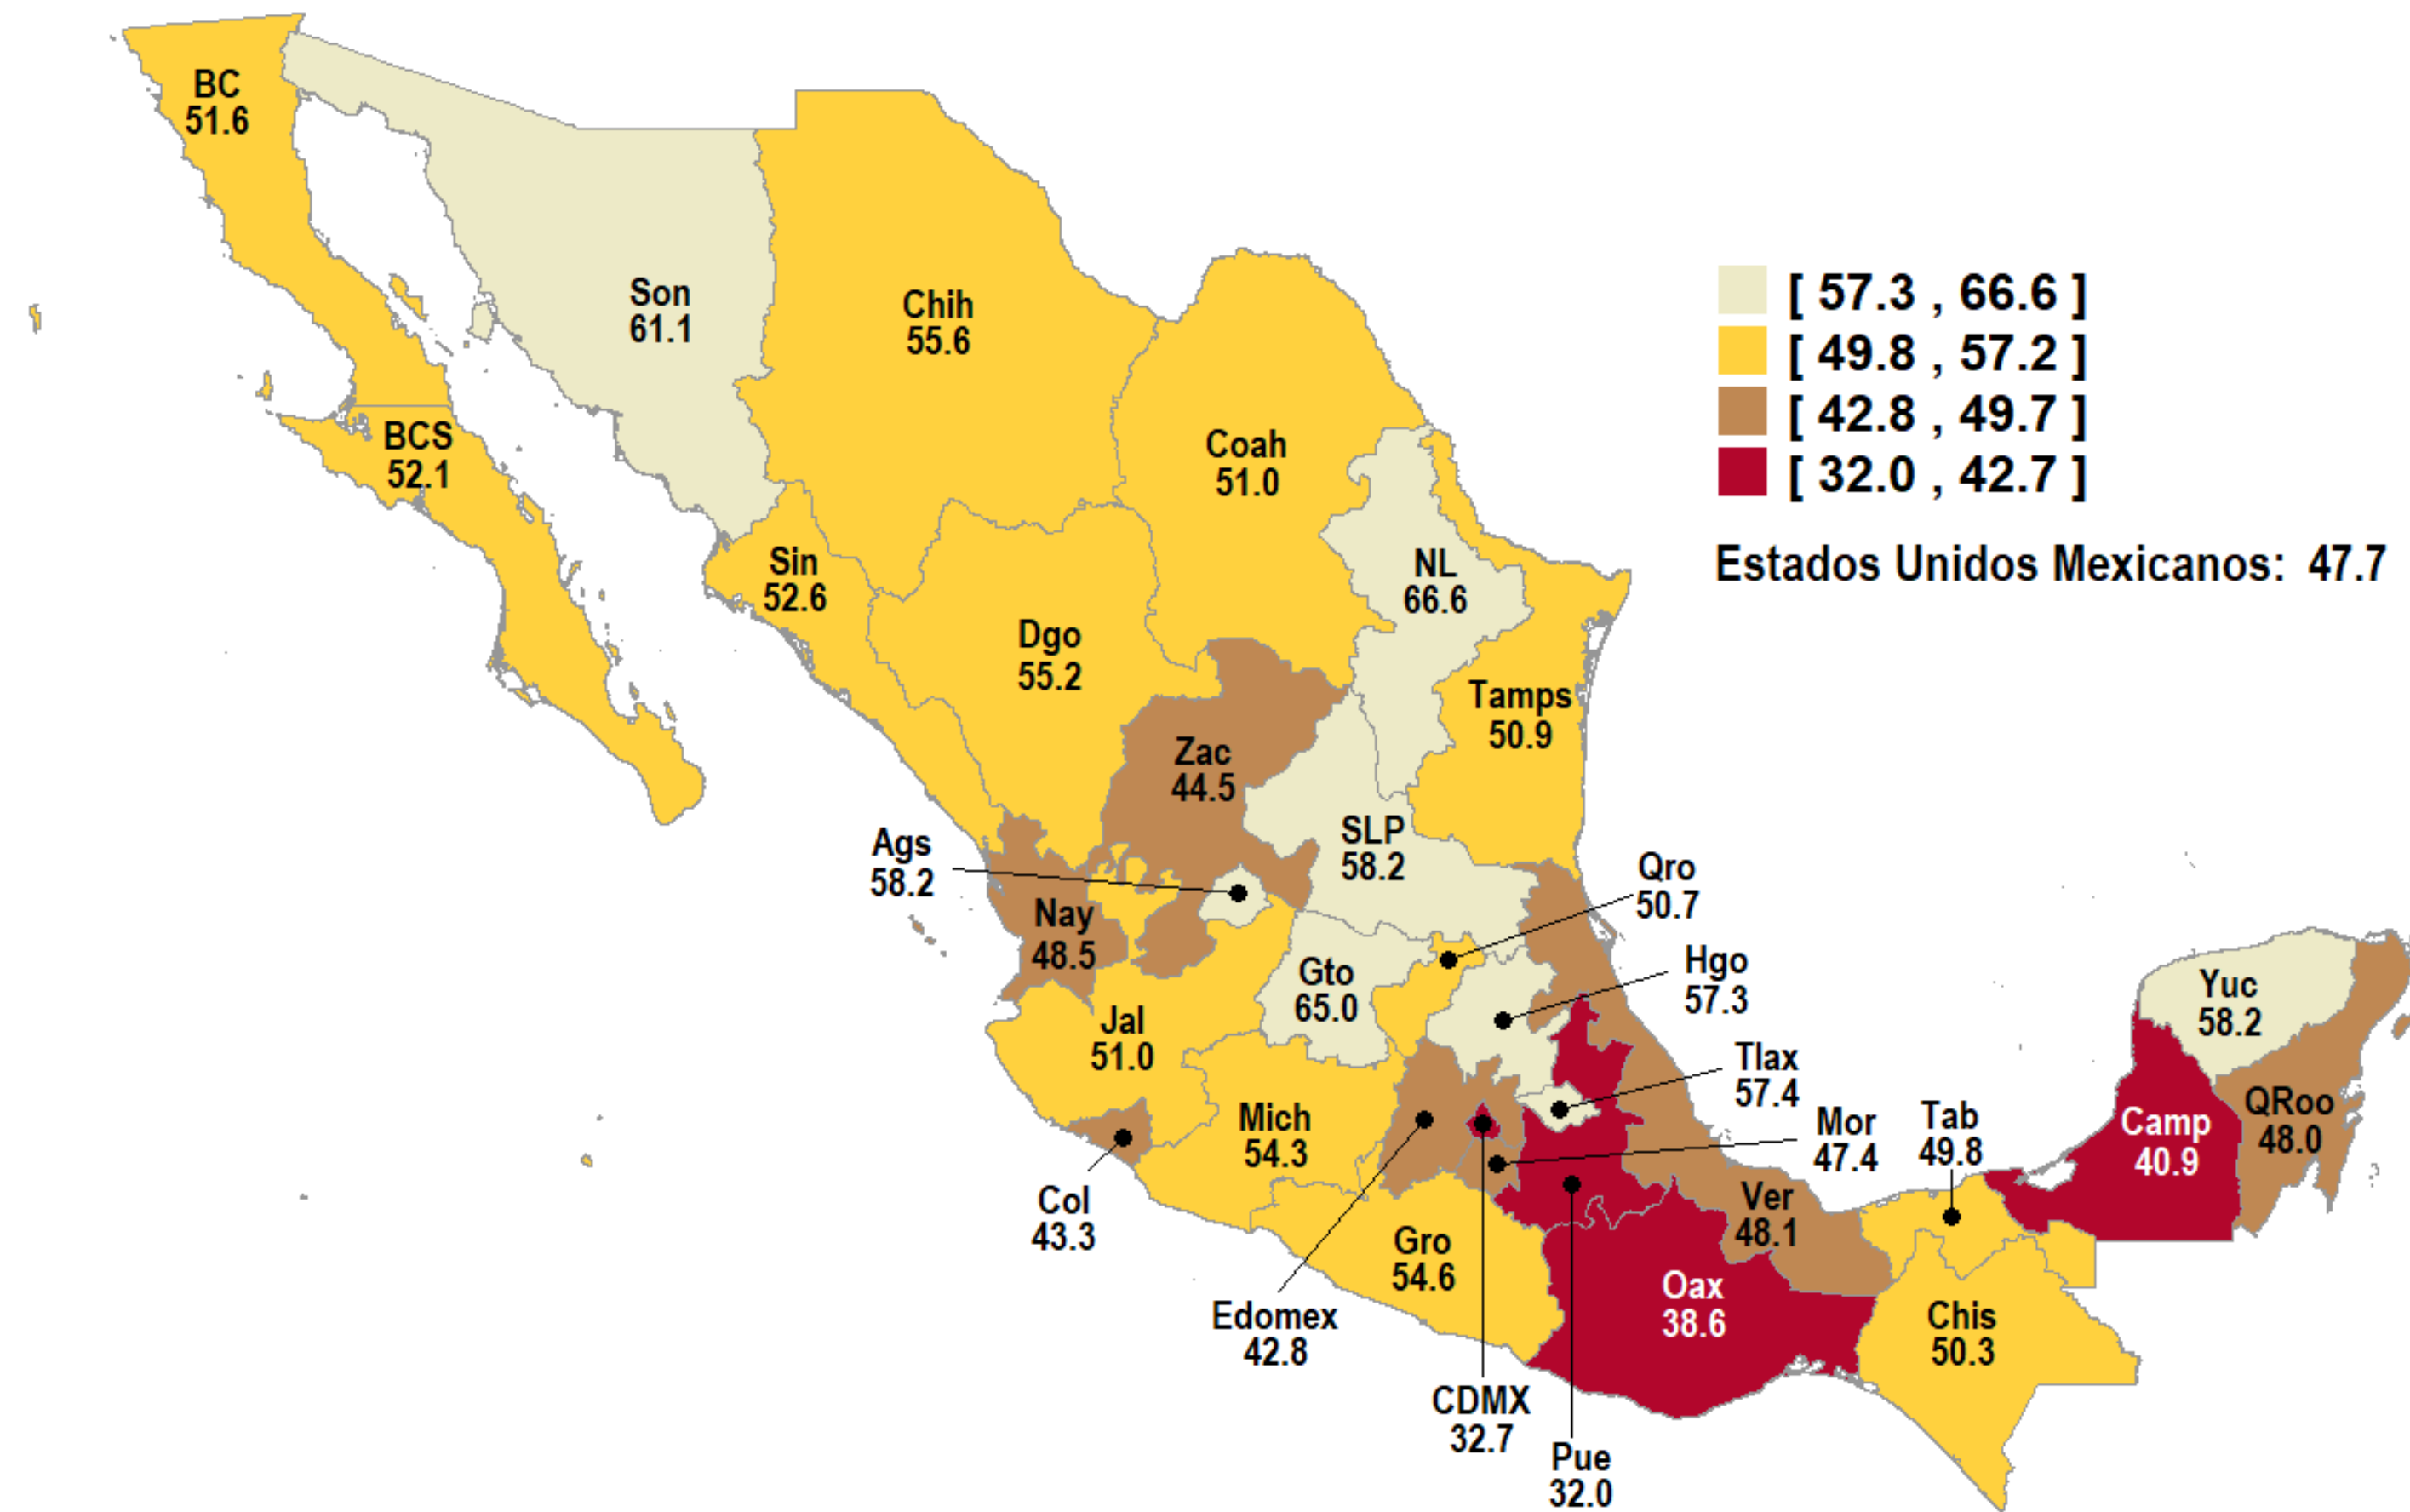 BC
51.6
Son
61.1
Chih
55.6
[ 57.3 , 66.6 ]
[ 49.8 , 57.2 ]
[ 42.8 , 49.7 ]
[ 32.0 , 42.7 ]
Estados Unidos Mexicanos: 47.7
BCS
52.1
Coah
51.0
Sin
52.6
NL
66.6
Dgo
55.2
Tamps
50.9
Zac
44.5
Ags
58.2
SLP
58.2
Qro
50.7
Nay
48.5
Gto
65.0
Hgo
57.3
Yuc
58.2
Jal
51.0
Tlax
57.4
Mich
54.3
Mor
47.4
Tab
49.8
Camp
40.9
QRoo
48.0
Col
43.3
Ver
48.1
Gro
54.6
Edomex
42.8
Oax
38.6
Chis
50.3
CDMX
32.7
Pue
32.0